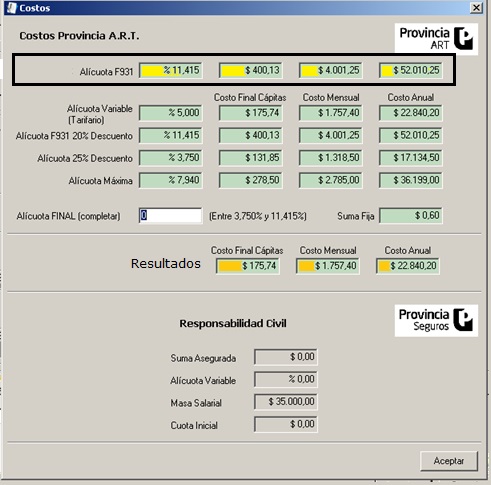 Costos
Costos Provincia A.R.T.
Provincia
ART
Alícuota F931 % 11,415 $ 400,13 $ 4.001,25 $ 52.010,25
Costo Final Cápitas Costo Mensual Costo Anual
Alícuota Variable (Tarifario) % 5,000 $ 175,74 $ 1.757,40 $ 22.840,20
Alícuota F931 20% Descuento % 11,415 $ 400,13 $ 4.001,25 $ 52.010,25
Alícuota 25% Descuento % 3,750 $ 131,85 $ 1.318,50 $ 17.134,50
Alícuota Máxima % 7,940 $ 278,50 $ 2.785,00 $ 36.199,00
Alícuota FINAL (completar) 0 (Entre 3,750% y 11,415%) Suma Fija $ 0,60
Costo Final Cápitas Costo Mensual Costo Anual
Resultados $ 175,74 $ 1.757,40 $ 22.840,20
Provincia
Seguros
Responsabilidad Civil
Suma Asegurada $ 0,00
Alícuota Variable % 0,00
Masa Salarial $ 35.000,00
Cuota Inicial $ 0,00
Aceptar